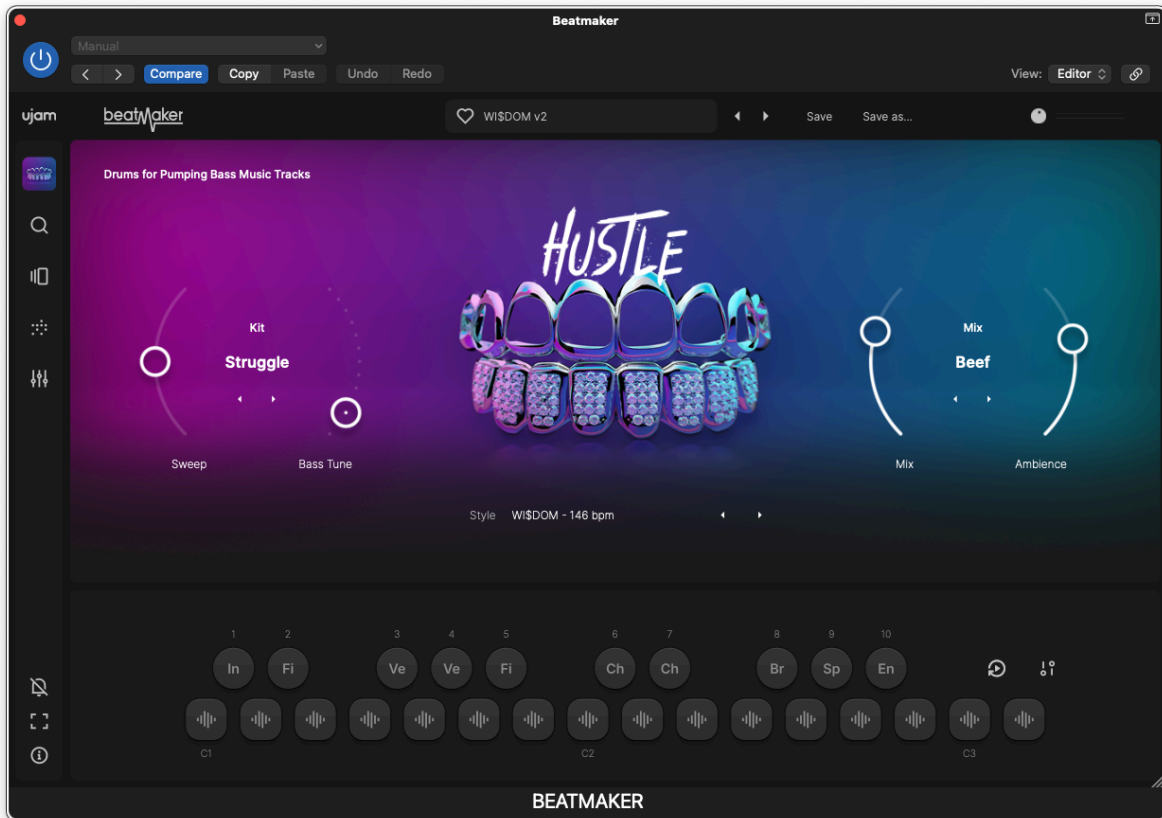 Beatmaker
Manual
Compare Copy Paste Undo Redo View: Editor
ujam beatMaker WI$DOM v2 Save Save as...
Drums for Pumping Bass Music Tracks
HUSTLE
Kit Mix
Struggle Beef
Sweep Bass Tune Mix Ambience
Style WI$DOM - 146 bpm
1 2 3 4 5 6 7 8 9 10
In Fi Ve Ve Fi Ch Ch Br Sp En
C1 C2 C3
BEATMAKER